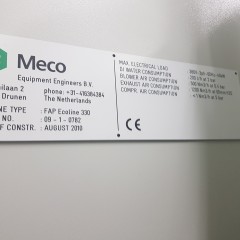 Meco
Equipment Engineers B.V.
ilaan 2 phone: +31-416384384
Drunen The Netherlands
NE TYPE : FAP Ecoline 330
NO. : 09 - 1 - 0782
F CONSTR. : AUGUST 2010
MAX. ELECTRICAL LOAD
DI WATER CONSUMPTION
BLOWER AIR CONSUMPTION
EXHAUST AIR CONSUMPTION
COMPR. AIR CONSUMPTION
CE